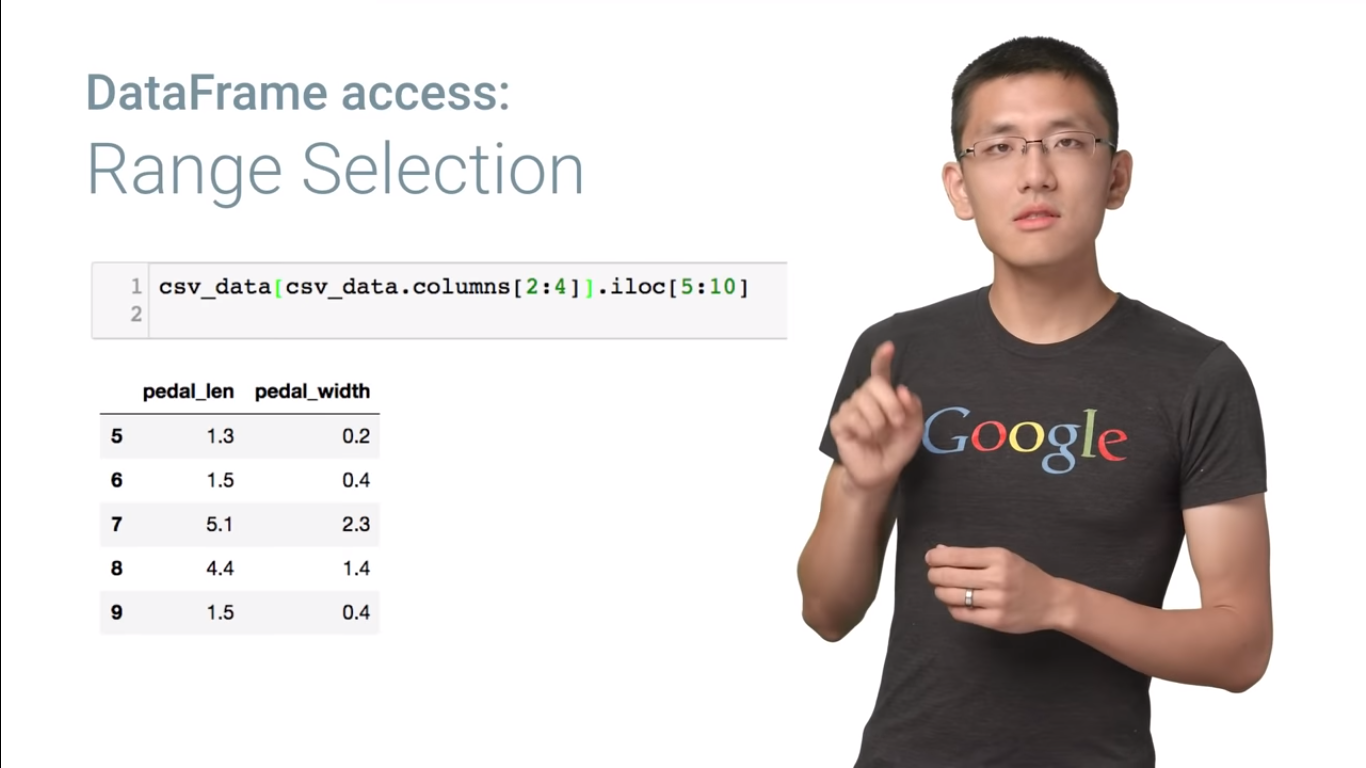 DataFrame access:
Range Selection
1 csv_data[csv_data.columns[2:4]].iloc[5:10]
2
pedal_len pedal_width
5 1.3 0.2
6 1.5 0.4
7 5.1 2.3
8 4.4 1.4
9 1.5 0.4
Google